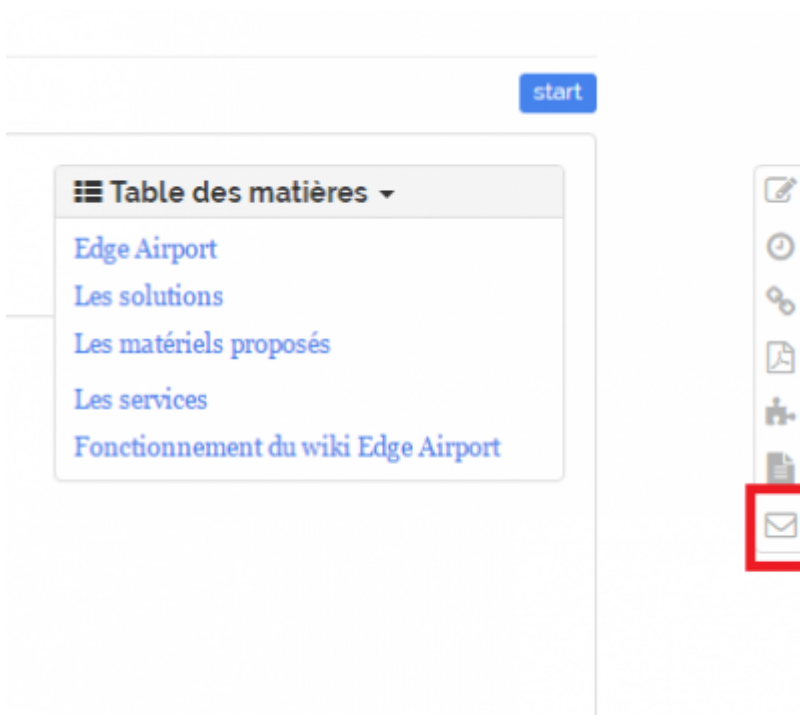 start
Table des matières
Edge Airport
Les solutions
Les matériels proposés
Les services
Fonctionnement du wiki Edge Airport